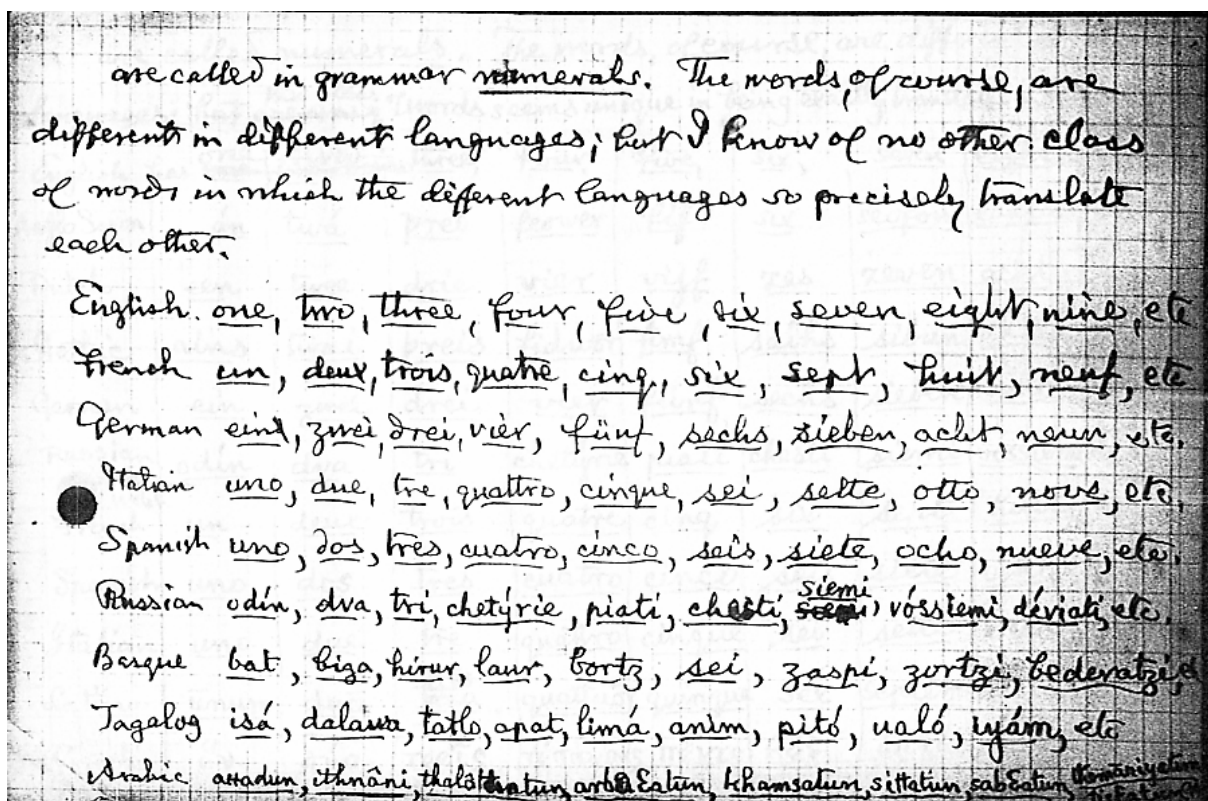 are called in grammar numerals. The words, of course, are
different in different languages; but I know of no other class
of words in which the different languages so precisely translate
each other.
English one, two, three, four, five, six, seven, eight, nine, etc
French un, deux, trois, quatre, cinq, six, sept, huit, neuf, etc
German eins, zwei, drei, vier, fünf, sechs, sieben, acht, neun, etc.
Italian uno, due, tre, quattro, cinque, sei, sette, otto, nove, etc.
Spanish uno, dos, tres, cuatro, cinco, seis, siete, ocho, nueve, etc.
Russian odín, dva, tri, chetýrie, piati, chesti, siemi, vóssiemi, déviati, etc.
Basque bat, biga, hirur, laur, bortz, sei, zaspi, zortzi, bederatzi,
Tagalog isá, dalawa, tatlo, apat, limá, anim, pitó, ualó, iyám, etc
Arabic ithnâni, khamsatun, sittatun, sabEatun,